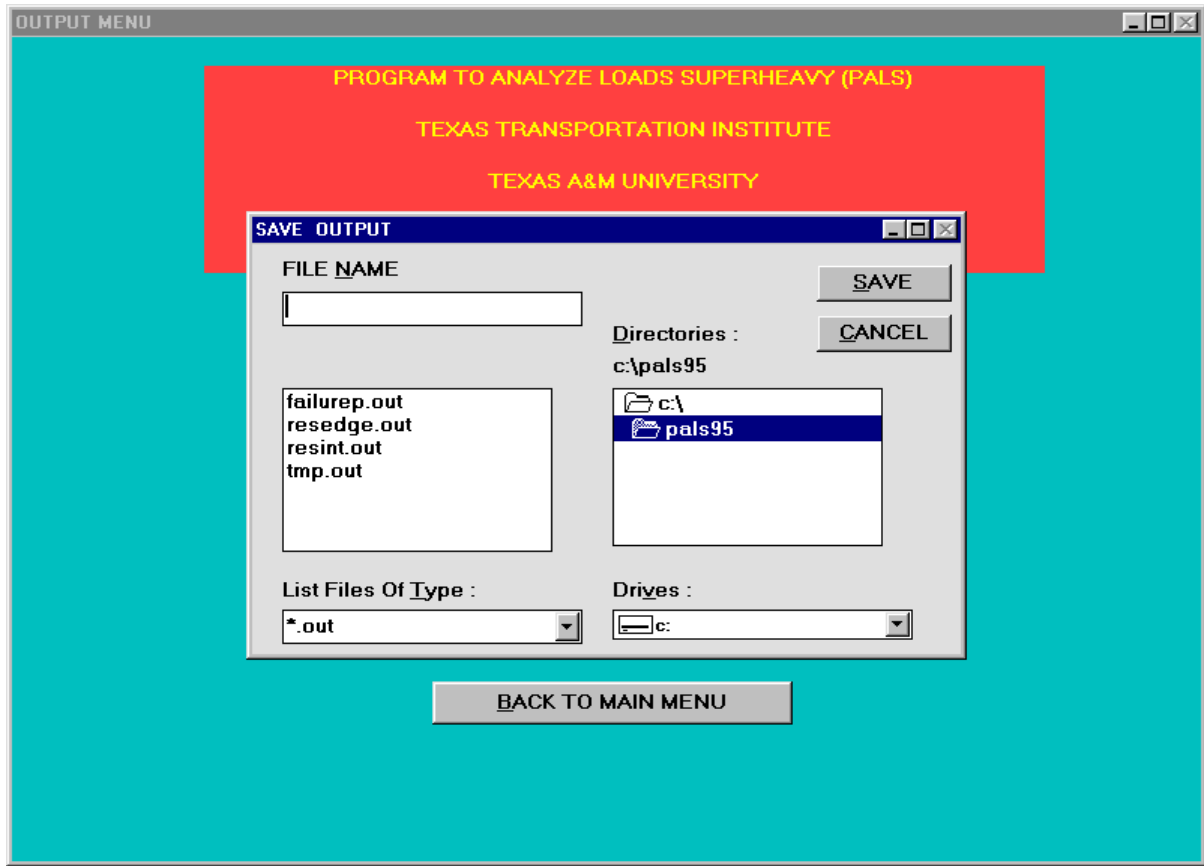 OUTPUT MENU
PROGRAM TO ANALYZE LOADS SUPERHEAVY (PALS)
TEXAS TRANSPORTATION INSTITUTE
TEXAS A&M UNIVERSITY
SAVE OUTPUT
FILE NAME
SAVE
Directories :
CANCEL
c:\pals95
failurep.out
resedge.out
resint.out
tmp.out
c:\
pals95
List Files Of Type :
*.out
Drives :
c:
BACK TO MAIN MENU